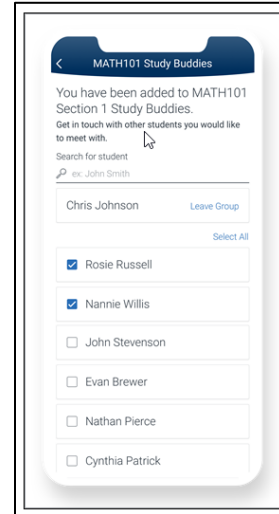 MATH101 Study Buddies
You have been added to MATH101
Section 1 Study Buddies.
Get in touch with other students you would like
to meet with.
Search for student
ex: John Smith
Chris Johnson Leave Group
Select All
Rosie Russell
Nannie Willis
John Stevenson
Evan Brewer
Nathan Pierce
Cynthia Patrick